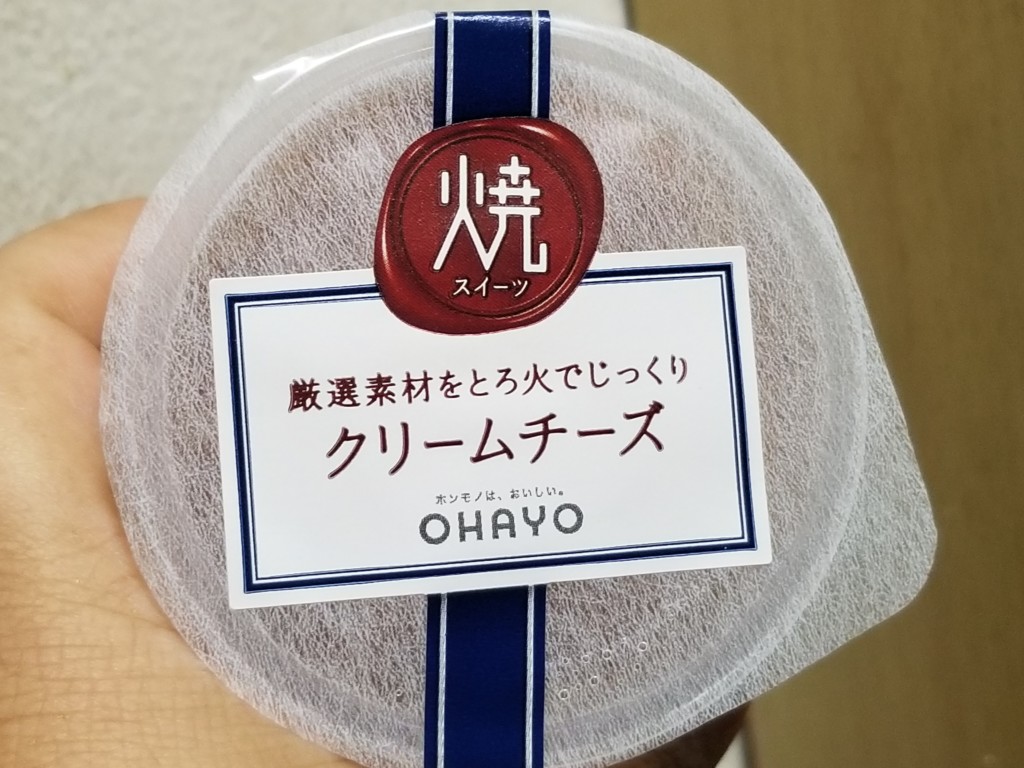 焼
スイーツ
厳選素材をとろ火でじっくり
クリームチーズ
ホンモノは、おいしい。
OHAYO